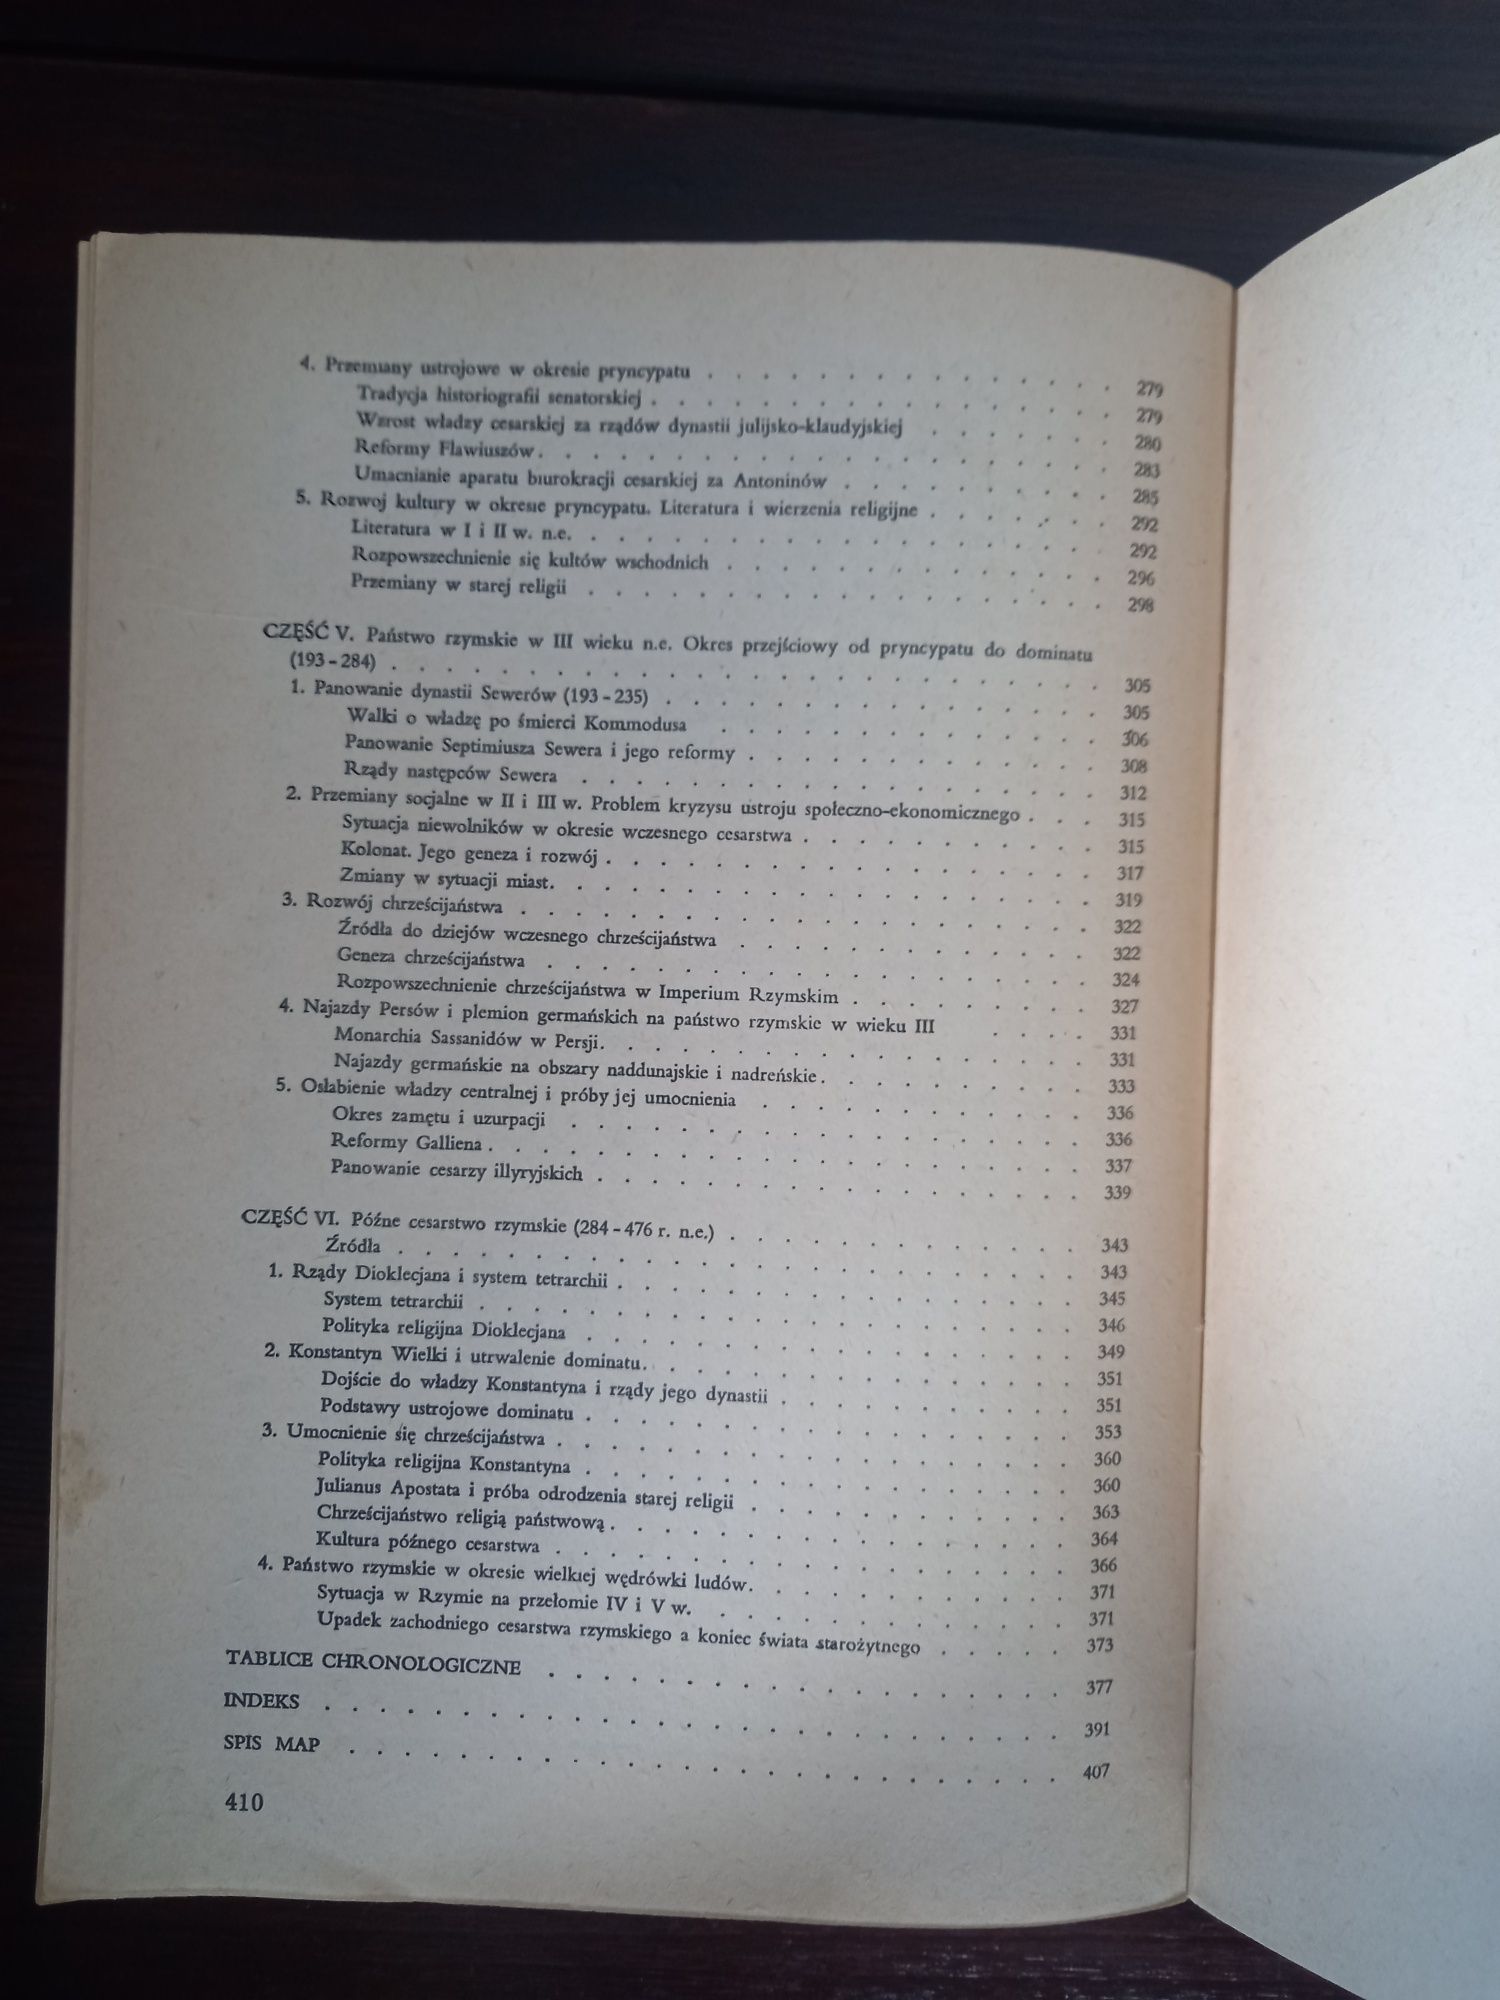 4. Przemiany ustrojowe w okresie pryncypatu . . . . . . . . . . . . . . . 279
Tradycja historiografii senatorskiej . . . . . . . . . . . . . . . . . 279
Wzrost władzy cesarskiej za rządów dynastii julijsko-klaudyjskiej . . . . . . . 280
Reformy Flawiuszów . . . . . . . . . . . . . . . . . . . . . 283
Umacnianie aparatu biurokracji cesarskiej za Antoninów . . . . . . . . . . 285
5. Rozwoj kultury w okresie pryncypatu. Literatura i wierzenia religijne . . . . . . . 292
Literatura w I i II w. n.e. . . . . . . . . . . . . . . . . . . . 292
Rozpowszechnienie się kultów wschodnich . . . . . . . . . . . . . . 296
Przemiany w starej religii . . . . . . . . . . . . . . . . . . . 298
CZĘŚĆ V. Państwo rzymskie w III wieku n.e. Okres przejściowy od pryncypatu do dominatu
(193-284) . . . . . . . . . . . . . . . . . . . . . . . . . 305
1. Panowanie dynastii Sewerów (193-235) . . . . . . . . . . . . . . . . 305
Walki o władzę po śmierci Kommodusa . . . . . . . . . . . . . . 306
Panowanie Septimiusza Sewera i jego reformy . . . . . . . . . . . . . 308
Rządy następców Sewera . . . . . . . . . . . . . . . . . . . 312
2. Przemiany socjalne w II i III w. Problem kryzysu ustroju społeczno-ekonomicznego . . . 315
Sytuacja niewolników w okresie wczesnego cesarstwa . . . . . . . . . . . 315
Kolonat. Jego geneza i rozwój . . . . . . . . . . . . . . . . . . 317
Zmiany w sytuacji miast. . . . . . . . . . . . . . . . . . . . 319
3. Rozwój chrześcijaństwa . . . . . . . . . . . . . . . . . . . . . 322
Źródła do dziejów wczesnego chrześcijaństwa . . . . . . . . . . . . . 322
Geneza chrześcijaństwa . . . . . . . . . . . . . . . . . . . . 324
Rozpowszechnienie chrześcijaństwa w Imperium Rzymskim . . . . . . . . . 327
4. Najazdy Persów i plemion germańskich na państwo rzymskie w wieku III . . . . 331
Monarchia Sassanidów w Persji. . . . . . . . . . . . . . . . . . 331
Najazdy germańskie na obszary naddunajskie i nadreńskie . . . . . . . . . . 333
5. Osłabienie władzy centralnej i próby jej umocnienia . . . . . . . . . . . . 336
Okres zamętu i uzurpacji . . . . . . . . . . . . . . . . . . . 336
Reformy Galliena . . . . . . . . . . . . . . . . . . . . . . 337
Panowanie cesarzy illyryjskich . . . . . . . . . . . . . . . . . . 339
CZĘŚĆ VI. Późne cesarstwo rzymskie (284-476 r. n.e.) . . . . . . . . . . . . . 343
Źródła . . . . . . . . . . . . . . . . . . . . . . . . . 343
1. Rządy Dioklecjana i system tetrarchii . . . . . . . . . . . . . . . . . 345
System tetrarchii . . . . . . . . . . . . . . . . . . . . . . 346
Polityka religijna Dioklecjana . . . . . . . . . . . . . . . . . . 349
2. Konstantyn Wielki i utrwalenie dominatu. . . . . . . . . . . . . . . . 351
Dojście do władzy Konstantyna i rządy jego dynastii . . . . . . . . . . . 351
Podstawy ustrojowe dominatu . . . . . . . . . . . . . . . . . . 353
3. Umocnienie się chrześcijaństwa . . . . . . . . . . . . . . . . . . . 360
Polityka religijna Konstantyna . . . . . . . . . . . . . . . . . . 360
Julianus Apostata i próba odrodzenia starej religii . . . . . . . . . . . . 363
Chrześcijaństwo religią państwową . . . . . . . . . . . . . . . . . 364
Kultura późnego cesarstwa . . . . . . . . . . . . . . . . . . . 366
4. Państwo rzymskie w okresie wielkiej wędrówki ludów. . . . . . . . . . . . 371
Sytuacja w Rzymie na przełomie IV i V w. . . . . . . . . . . . . . . 371
Upadek zachodniego cesarstwa rzymskiego a koniec świata starożytnego . . . . . 373
TABLICE CHRONOLOGICZNE . . . . . . . . . . . . . . . . . . . 377
INDEKS . . . . . . . . . . . . . . . . . . . . . . . . . . . 391
SPIS MAP . . . . . . . . . . . . . . . . . . . . . . . . . . 407
410